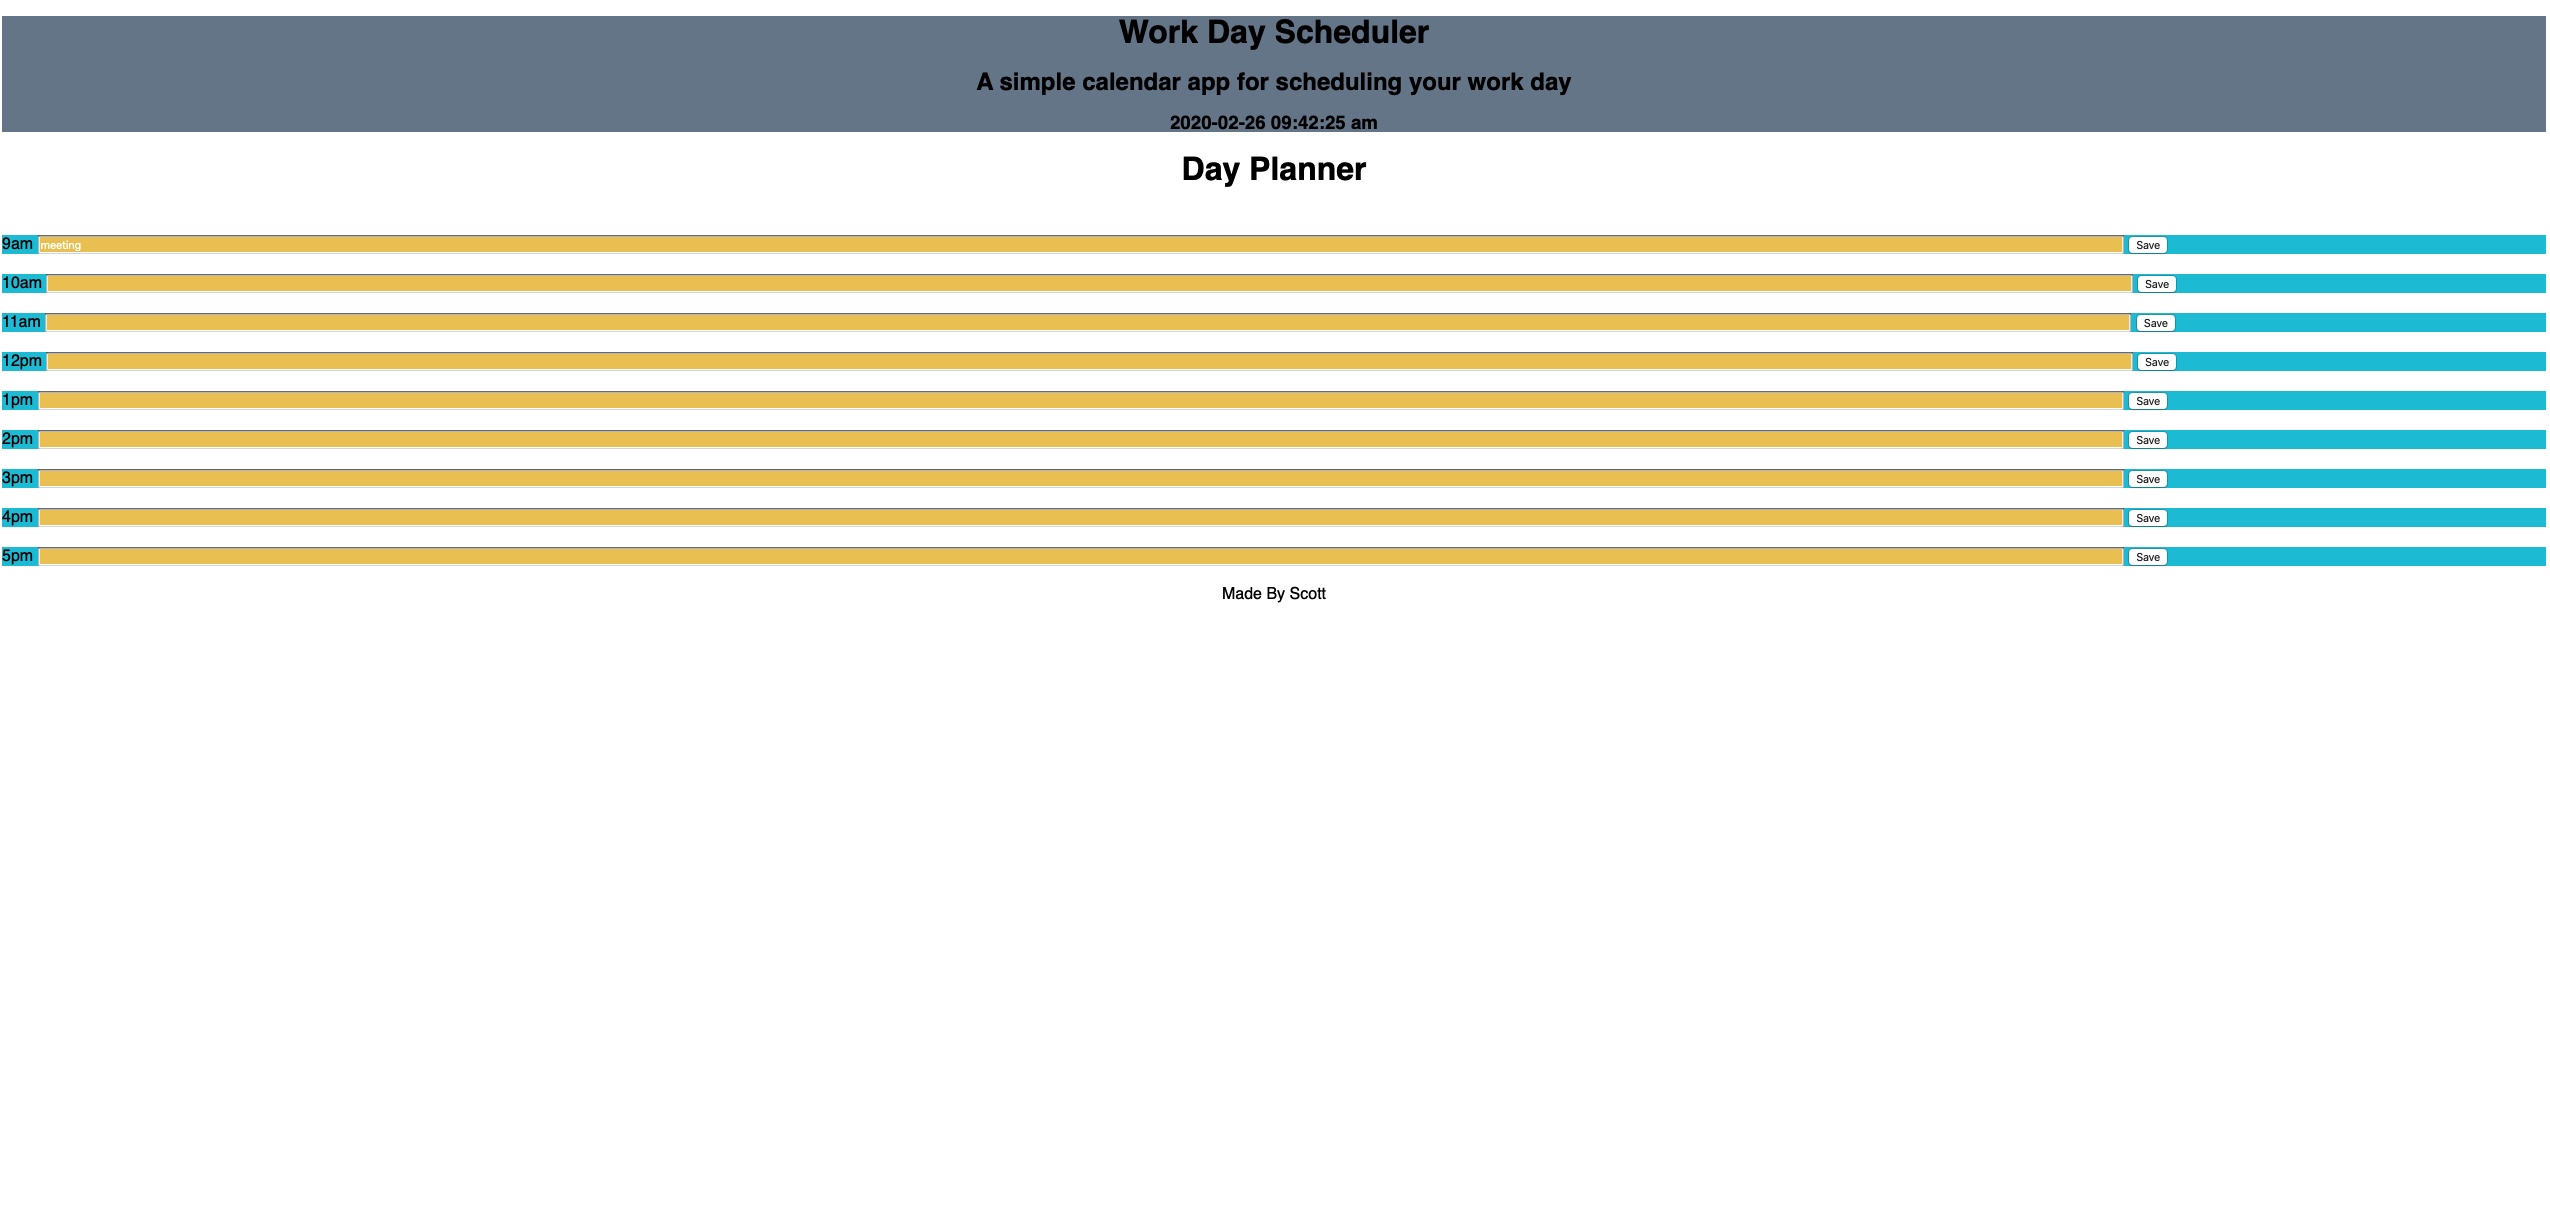 Work Day Scheduler
A simple calendar app for scheduling your work day
2020-02-26 09:42:25 am
Day Planner
9am meeting Save
10am Save
11am Save
12pm Save
1pm Save
2pm Save
3pm Save
4pm Save
5pm Save
Made By Scott